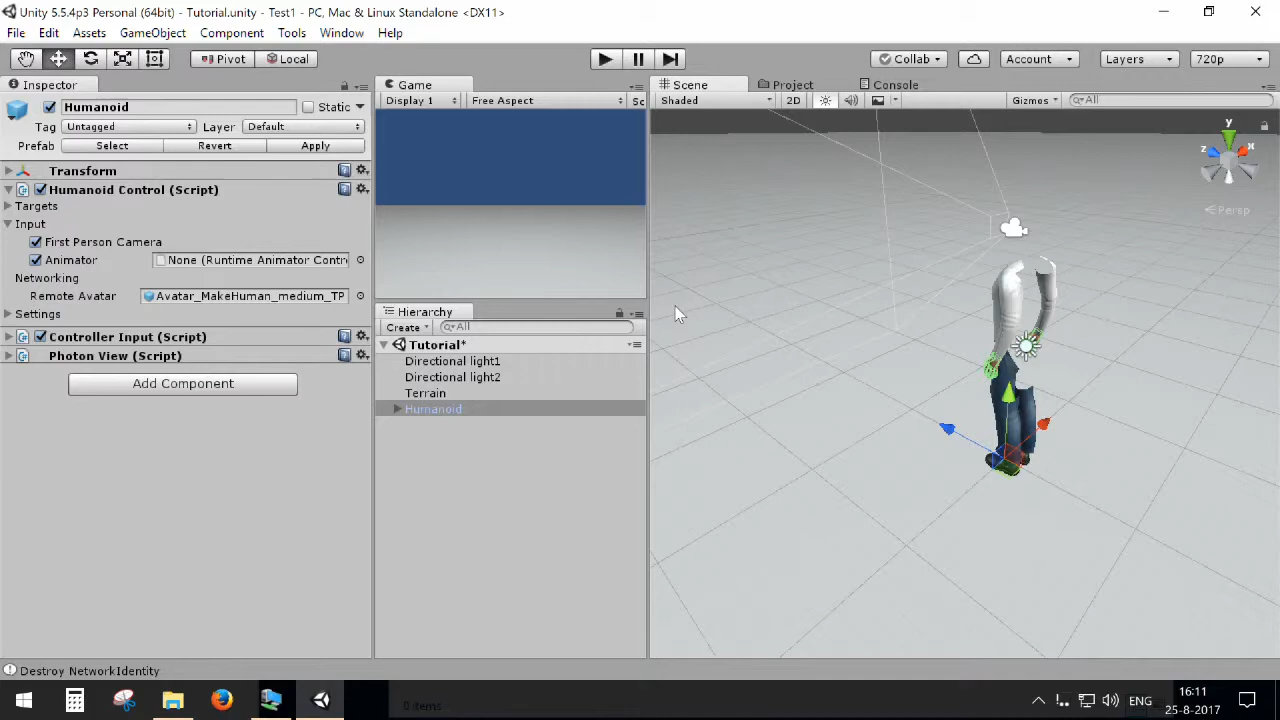 Unity 5.5.4p3 Personal (64bit) - Tutorial.unity - Test1 - PC, Mac & Linux Standalone <DX11>
File Edit Assets GameObject Component Tools Window Help
Pivot Local Collab Account Layers 720p
Inspector
Humanoid Static
Tag Untagged Layer Default
Prefab Select Revert Apply
Transform
Humanoid Control (Script)
Targets
Input
First Person Camera
Animator None (Runtime Animator Contr
Networking
Remote Avatar Avatar_MakeHuman_medium_TP
Settings
Controller Input (Script)
Photon View (Script)
Add Component
Game
Display 1 Free Aspect Sc
Hierarchy
Create All
Tutorial*
Directional light1
Directional light2
Terrain
Humanoid
Scene Project Console
Shaded 2D Gizmos All
y
z x
Persp
Destroy NetworkIdentity
0 items
ENG
16:11
25-8-2017